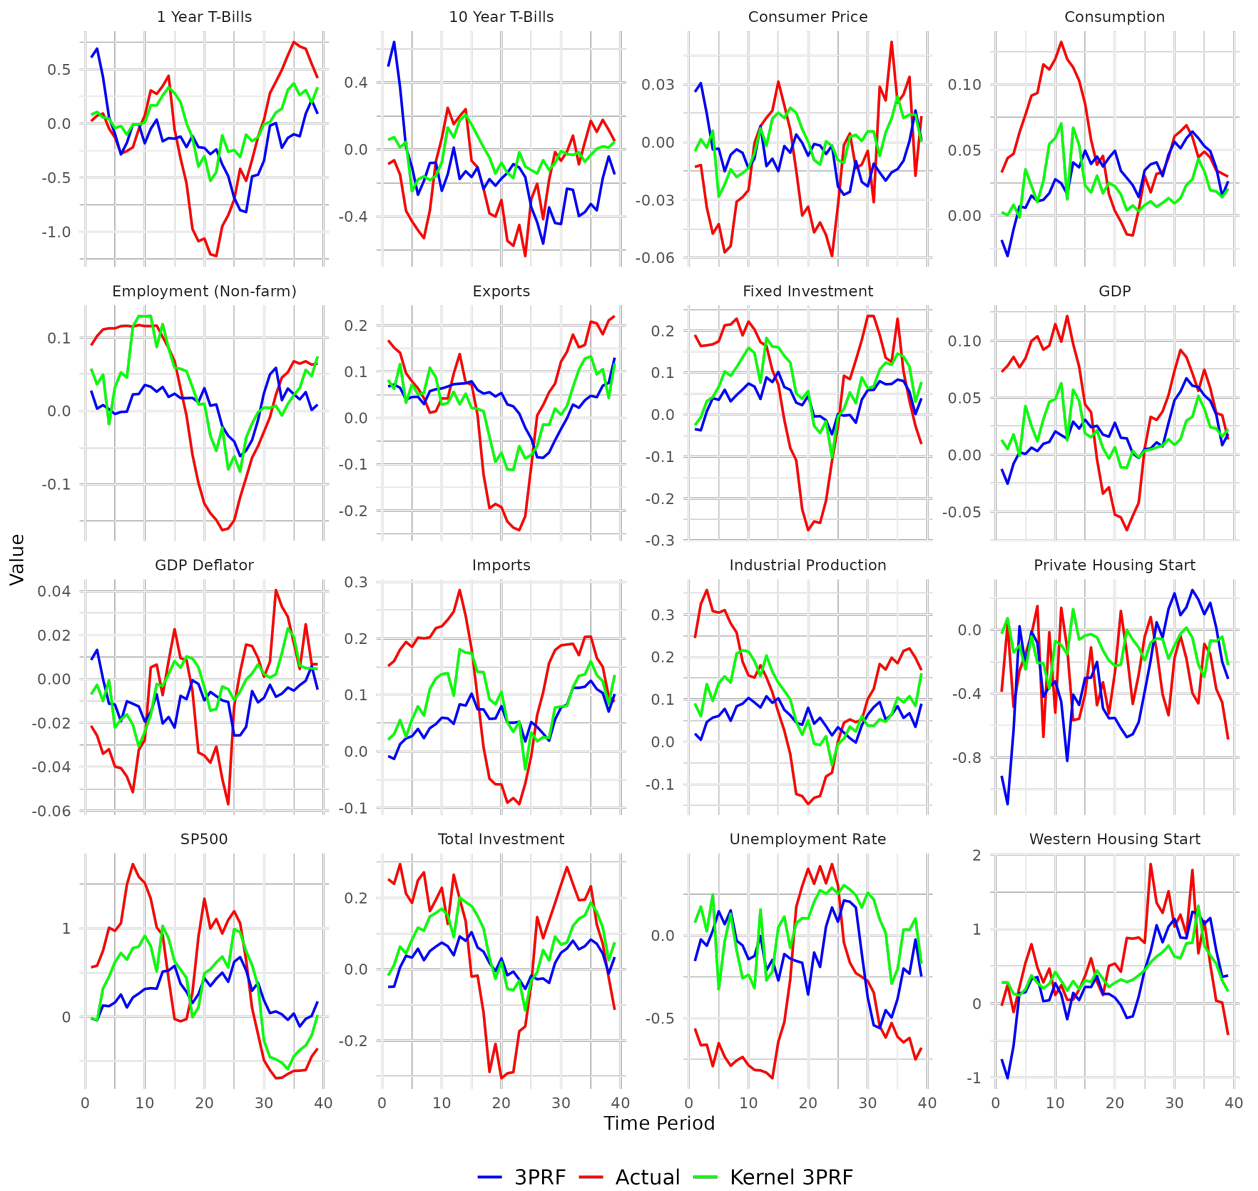 1 Year T-Bills
10 Year T-Bills
Consumer Price
Consumption
0.5
0.0
-0.5
-1.0
0.4
0.0
-0.4
0.03
0.00
-0.03
-0.06
0.10
0.05
0.00
Employment (Non-farm)
Exports
Fixed Investment
GDP
0.1
0.0
-0.1
0.2
0.1
0.0
-0.1
-0.2
0.2
0.1
0.0
-0.1
-0.2
-0.3
0.10
0.05
0.00
-0.05
Value
GDP Deflator
Imports
Industrial Production
Private Housing Start
0.04
0.02
0.00
-0.02
-0.04
-0.06
0.3
0.2
0.1
0.0
-0.1
0.3
0.2
0.1
0.0
-0.1
0.0
-0.4
-0.8
SP500
Total Investment
Unemployment Rate
Western Housing Start
1
0
0.2
0.0
-0.2
0.0
-0.5
2
1
0
-1
0 10 20 30 40
0 10 20 30 40
0 10 20 30 40
0 10 20 30 40
Time Period
3PRF Actual Kernel 3PRF